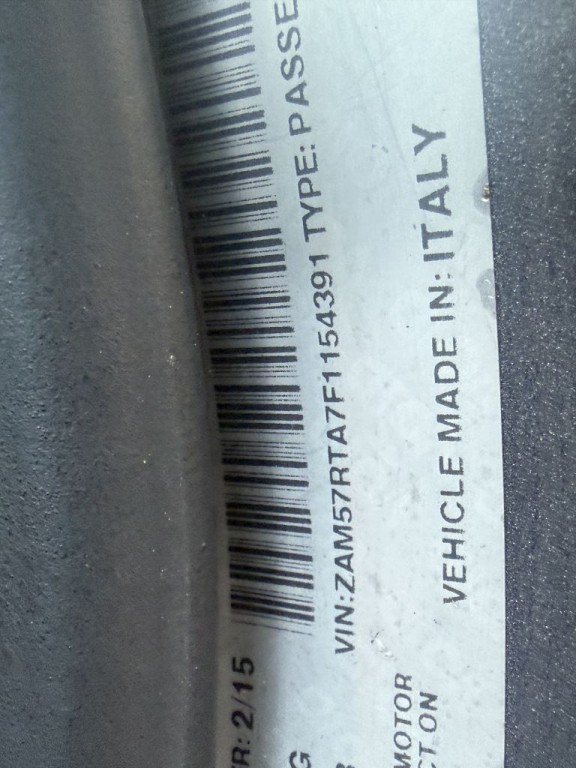 R: 2/15
G
VIN:ZAM57RTA7F1154391 TYPE:PASSE
MOTOR
CT ON
VEHICLE MADE IN:ITALY